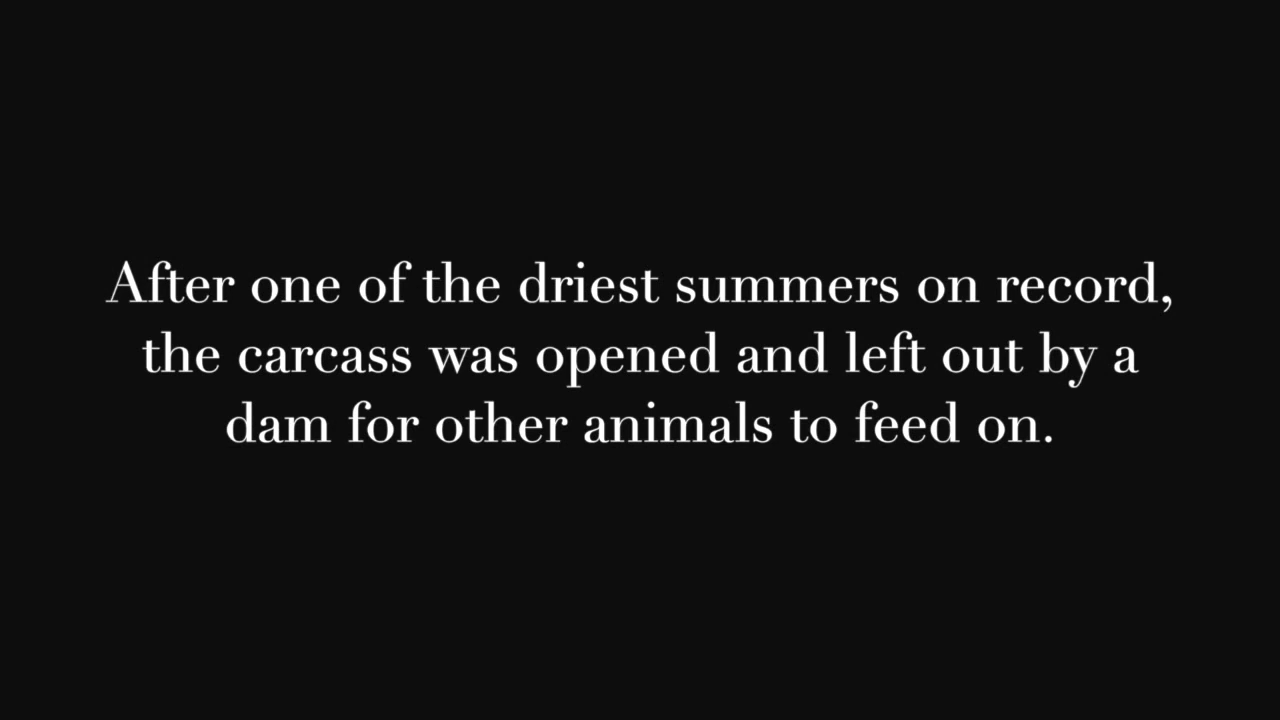 After one of the driest summers on record,
the carcass was opened and left out by a
dam for other animals to feed on.